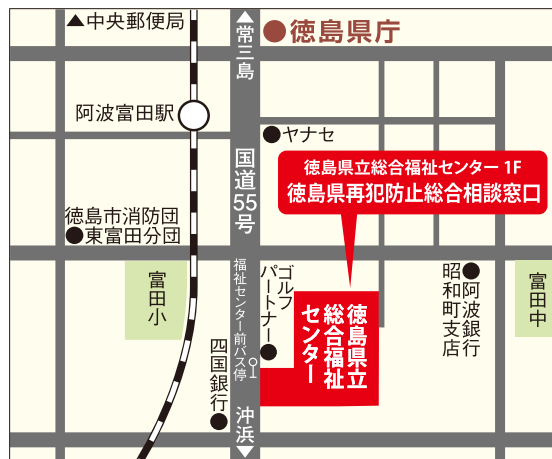 ▲中央郵便局
▲常三島
●徳島県庁
阿波富田駅
●ヤナセ
国道55号
徳島県立総合福祉センター 1F
徳島県再犯防止総合相談窓口
徳島市消防団
●東富田分団
富田小
福祉センター前バス停
ゴルフ
パートナー●
徳島県立
総合福祉
センター
●阿波銀行
昭和町支店
富田中
四国銀行●
沖浜▼